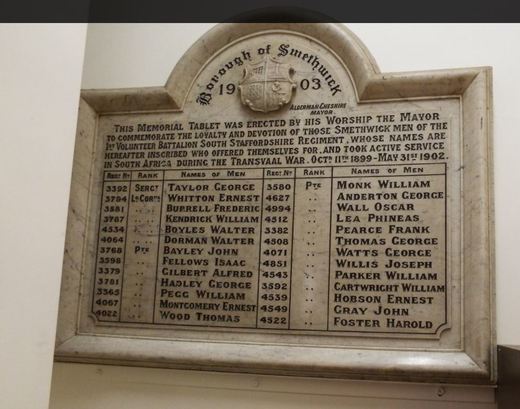 Borough of Smethwick
1903
ALDERMAN CHESHIRE
MAYOR
THIS MEMORIAL TABLET WAS ERECTED BY HIS WORSHIP THE MAYOR
TO COMMEMORATE THE LOYALTY AND DEVOTION OF THOSE SMETHWICK MEN OF THE
1ST VOLUNTEER BATTALION SOUTH STAFFORDSHIRE REGIMENT, WHOSE NAMES ARE
HEREAFTER INSCRIBED WHO OFFERED THEMSELVES FOR, AND TOOK ACTIVE SERVICE
IN SOUTH AFRICA DURING THE TRANSVAAL WAR. OCTR 11TH 1899-MAY 31ST 1902.
REGT NO RANK NAMES OF MEN REGT NO RANK NAMES OF MEN
3392 SERGT TAYLOR GEORGE 3580 PTE MONK WILLIAM
3794 LCE CORPL WHITTON ERNEST 4627 .. ANDERTON GEORGE
3881 .. BURRELL FREDERIC 4994 .. WALL OSCAR
3787 .. KENDRICK WILLIAM 4512 .. LEA PHINEAS
4534 .. BOYLES WALTER 3382 .. PEARCE FRANK
4064 .. DORMAN WALTER 4508 .. THOMAS GEORGE
3768 PTE BAYLEY JOHN 4071 .. WATTS GEORGE
3598 .. FELLOWS ISAAC 4851 .. WILLIS JOSEPH
3379 .. GILBERT ALFRED 4543 .. PARKER WILLIAM
3781 .. HADLEY GEORGE 3592 .. CARTWRIGHT WILLIAM
3365 .. PEGG WILLIAM 4539 .. HOBSON ERNEST
4067 .. MONTGOMERY ERNEST 4549 .. GRAY JOHN
4022 .. WOOD THOMAS 4522 .. FOSTER HAROLD